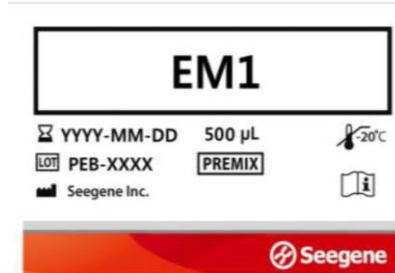 EM1
YYYY-MM-DD 500 µL -20°C
LOT PEB-XXXX PREMIX
Seegene Inc.
Seegene